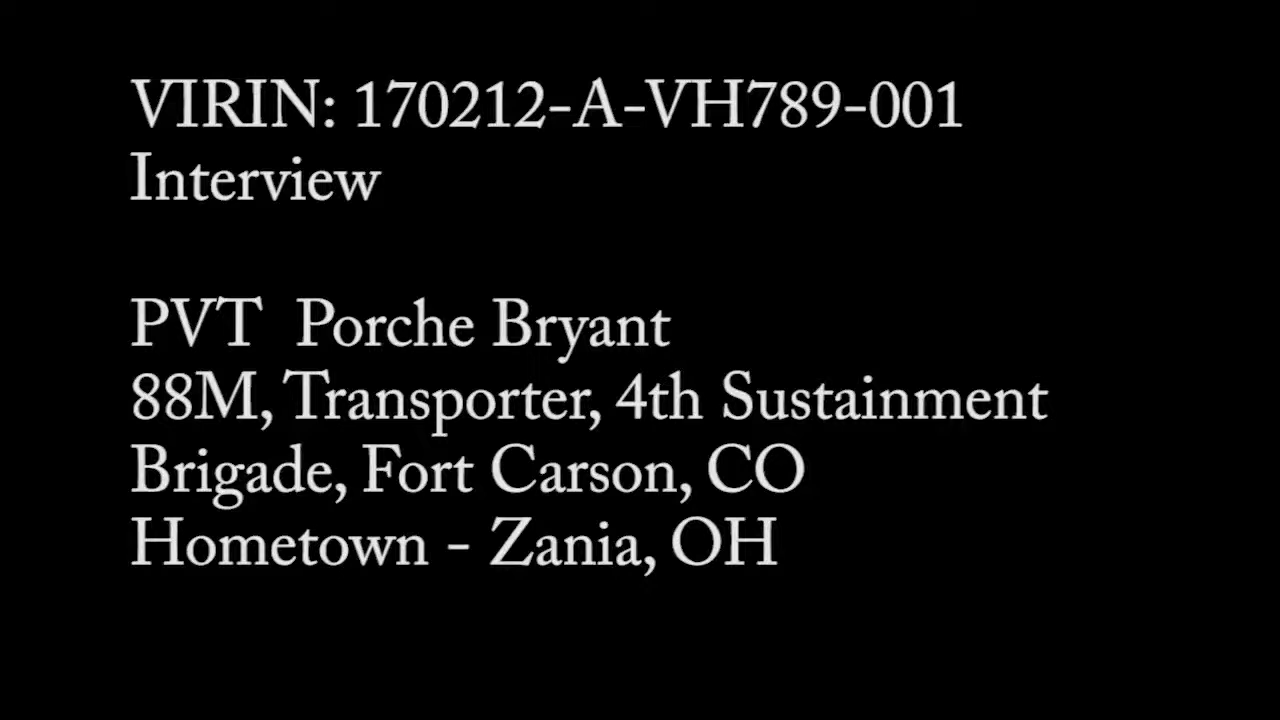 VIRIN: 170212-A-VH789-001
Interview
PVT  Porche Bryant
88M, Transporter, 4th Sustainment
Brigade, Fort Carson, CO
Hometown - Zania, OH